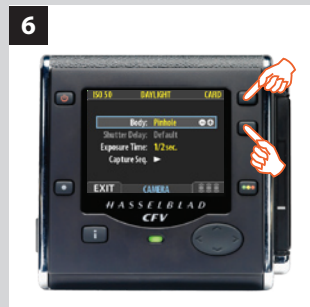 6
ISO 50 DAYLIGHT CARD
Body: Pinhole
Shutter Delay: Default
Exposure Time: 1/2 sec.
Capture Seq.
EXIT CAMERA
HASSELBLAD
CFV
i